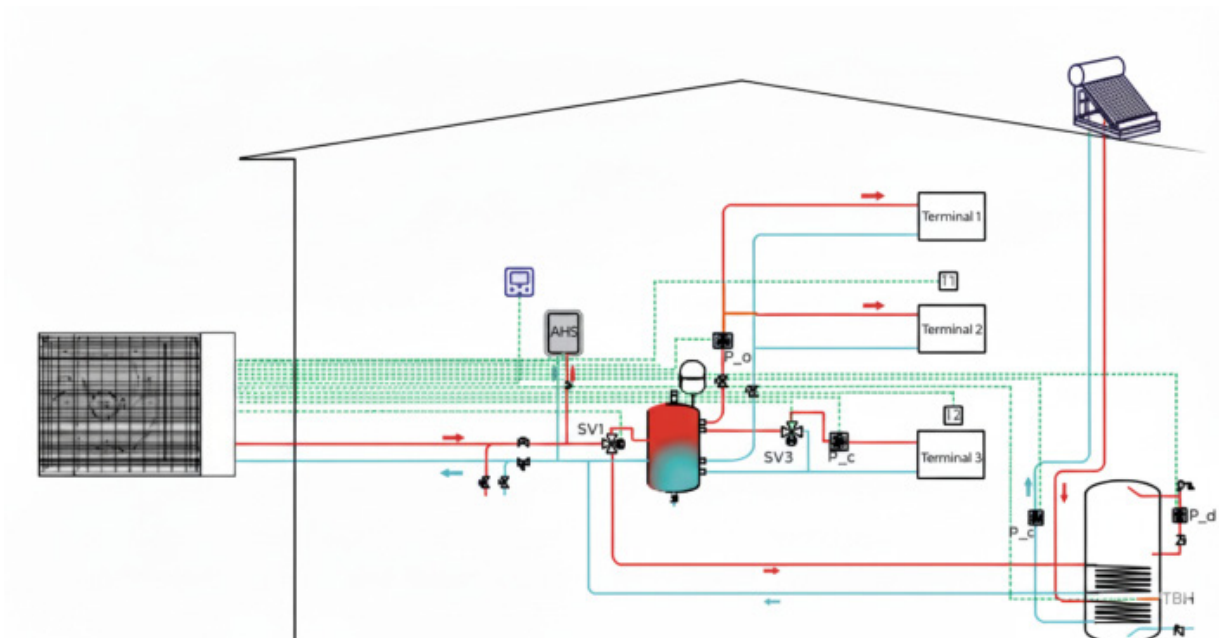 Terminal 1
T1
AHS
Terminal 2
P_o
T2
SV1
SV3
P_c
Terminal 3
P_c
P_d
TBH